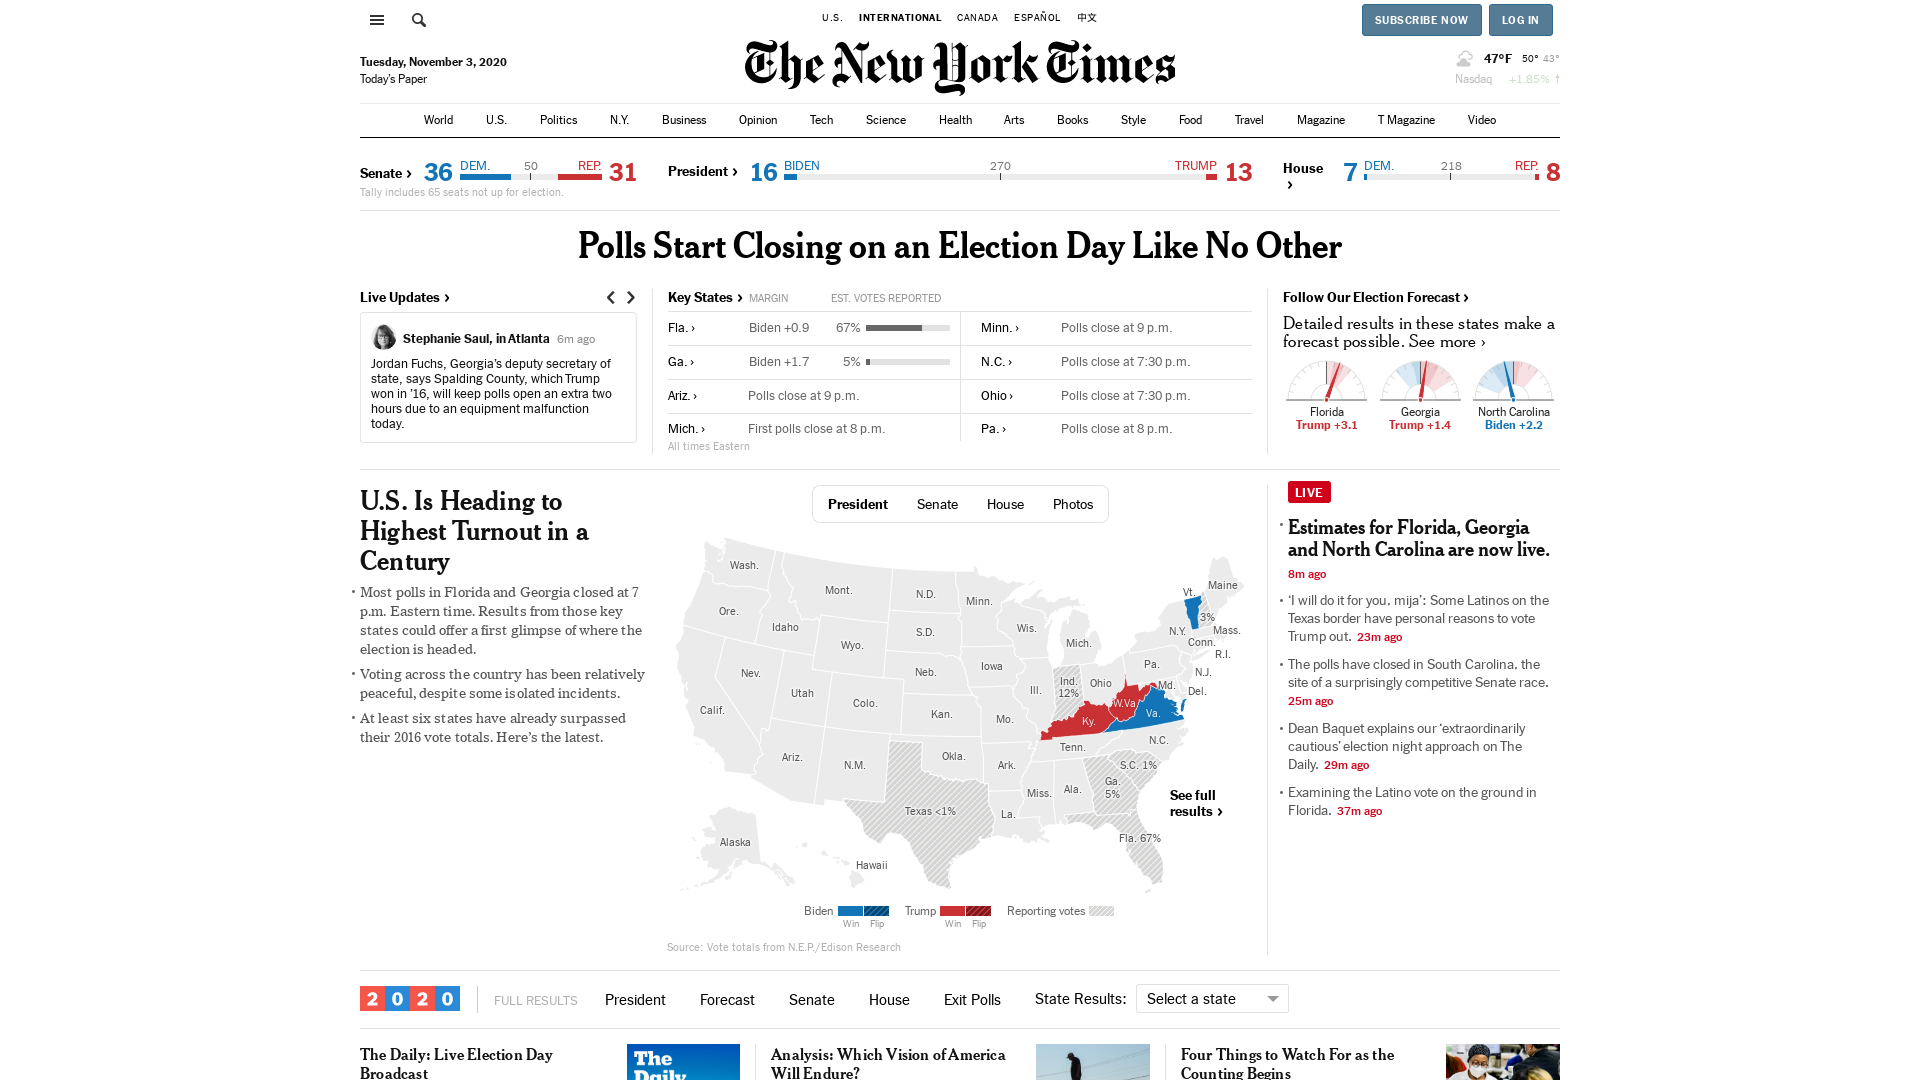 U.S.
INTERNATIONAL
CANADA
ESPAÑOL
中文
SUBSCRIBE NOW
LOG IN
Tuesday, November 3, 2020
Today's Paper
The New York Times
47°F 50° 43°
Nasdaq +1.85% ↑
World
U.S.
Politics
N.Y.
Business
Opinion
Tech
Science
Health
Arts
Books
Style
Food
Travel
Magazine
T Magazine
Video
Senate ›
36 DEM. 50 REP. 31
Tally includes 65 seats not up for election.
President ›
16 BIDEN 270 TRUMP 13
House ›
7 DEM. 218 REP. 8
Polls Start Closing on an Election Day Like No Other
Live Updates ›
Stephanie Saul, in Atlanta 6m ago
Jordan Fuchs, Georgia's deputy secretary of
state, says Spalding County, which Trump
won in '16, will keep polls open an extra two
hours due to an equipment malfunction
today.
Key States › MARGIN EST. VOTES REPORTED
Fla. › Biden +0.9 67%
Ga. › Biden +1.7 5%
Ariz. › Polls close at 9 p.m.
Mich. › First polls close at 8 p.m.
Minn. › Polls close at 9 p.m.
N.C. › Polls close at 7:30 p.m.
Ohio › Polls close at 7:30 p.m.
Pa. › Polls close at 8 p.m.
All times Eastern
Follow Our Election Forecast ›
Detailed results in these states make a
forecast possible. See more ›
Florida
Trump +3.1
Georgia
Trump +1.4
North Carolina
Biden +2.2
U.S. Is Heading to
Highest Turnout in a
Century
• Most polls in Florida and Georgia closed at 7
p.m. Eastern time. Results from those key
states could offer a first glimpse of where the
election is headed.
• Voting across the country has been relatively
peaceful, despite some isolated incidents.
• At least six states have already surpassed
their 2016 vote totals. Here's the latest.
President
Senate
House
Photos
Wash.
Ore.
Idaho
Mont.
N.D.
Minn.
S.D.
Wyo.
Wis.
Mich.
Vt.
Maine
3%
N.Y.
Mass.
Conn.
R.I.
Nev.
Utah
Colo.
Neb.
Iowa
Ill.
Ind.
12%
Ohio
Pa.
N.J.
Md.
Del.
Calif.
Kan.
Mo.
Ky.
W.Va.
Va.
Ariz.
N.M.
Okla.
Ark.
Tenn.
N.C.
S.C. 1%
Texas <1%
La.
Miss.
Ala.
Ga.
5%
Fla. 67%
Alaska
Hawaii
See full
results ›
Biden
Win Flip
Trump
Win Flip
Reporting votes
Source: Vote totals from N.E.P./Edison Research
LIVE
• Estimates for Florida, Georgia
and North Carolina are now live.
8m ago
• ‘I will do it for you, mija’: Some Latinos on the
Texas border have personal reasons to vote
Trump out. 23m ago
• The polls have closed in South Carolina, the
site of a surprisingly competitive Senate race.
25m ago
• Dean Baquet explains our ‘extraordinarily
cautious’ election night approach on The
Daily. 29m ago
• Examining the Latino vote on the ground in
Florida. 37m ago
2020
FULL RESULTS
President
Forecast
Senate
House
Exit Polls
State Results:
Select a state
The Daily: Live Election Day
Broadcast
The
Daily
Analysis: Which Vision of America
Will Endure?
Four Things to Watch For as the
Counting Begins